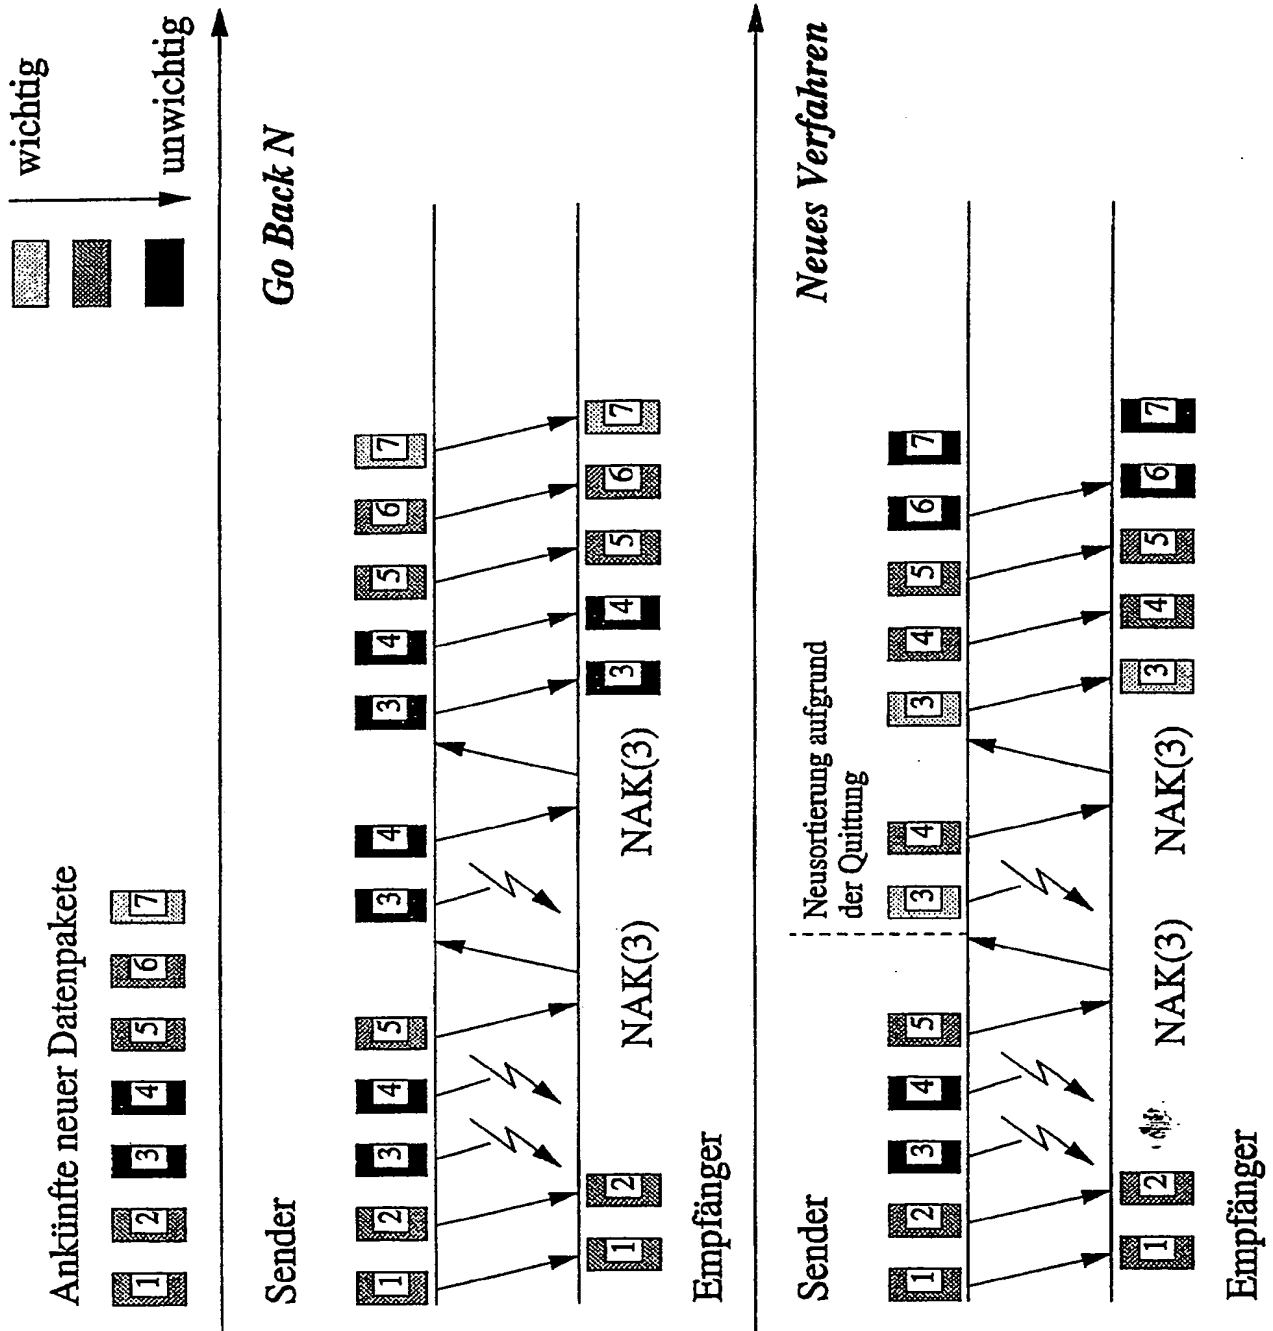 Ankünfte neuer Datenpakete
wichtig
unwichtig
1 2 3 4 5 6 7
Go Back N
Sender
1 2 3 4 5 3 4 3 4 5 6 7
1 2 3 4 5 6 7
NAK(3) NAK(3)
Empfänger
Neues Verfahren
Neusortierung aufgrund
der Quittung
Sender
1 2 3 4 5 3 4 3 4 5 6 7
1 2 3 4 5 6 7
NAK(3) NAK(3)
Empfänger